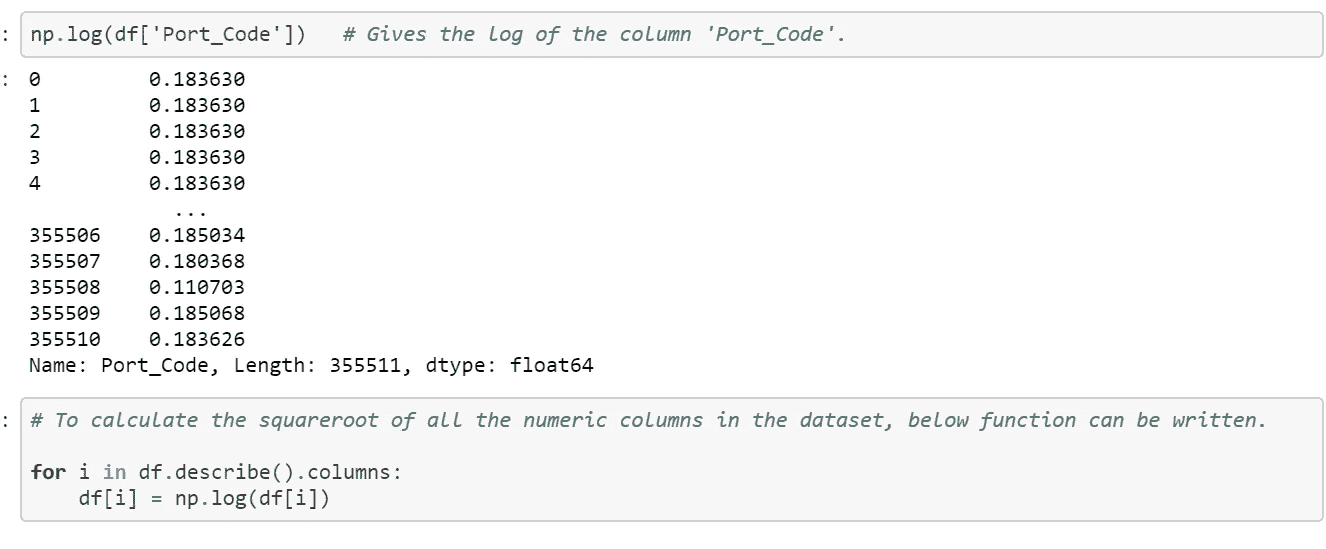 : np.log(df['Port_Code'])   # Gives the log of the column 'Port_Code'.
: 0         0.183630
1         0.183630
2         0.183630
3         0.183630
4         0.183630
...
355506    0.185034
355507    0.180368
355508    0.110703
355509    0.185068
355510    0.183626
Name: Port_Code, Length: 355511, dtype: float64
: # To calculate the squareroot of all the numeric columns in the dataset, below function can be written.
for i in df.describe().columns:
    df[i] = np.log(df[i])